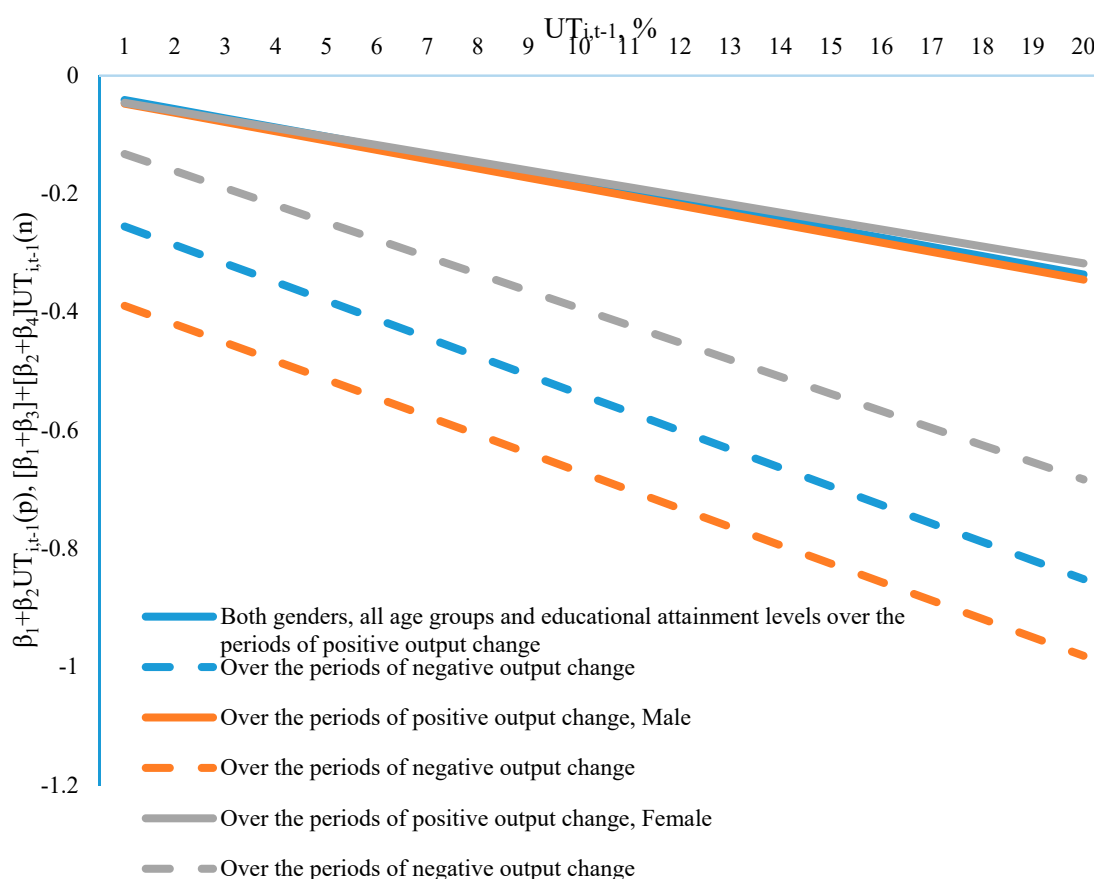 UTi,t-1, %
1 2 3 4 5 6 7 8 9 10 11 12 13 14 15 16 17 18 19 20
0
-0.2
-0.4
-0.6
-0.8
-1
-1.2
β1+β2UTi,t-1(p), [β1+β3]+[β2+β4]UTi,t-1(n)
Both genders, all age groups and educational attainment levels over the
periods of positive output change
Over the periods of negative output change
Over the periods of positive output change, Male
Over the periods of negative output change
Over the periods of positive output change, Female
Over the periods of negative output change